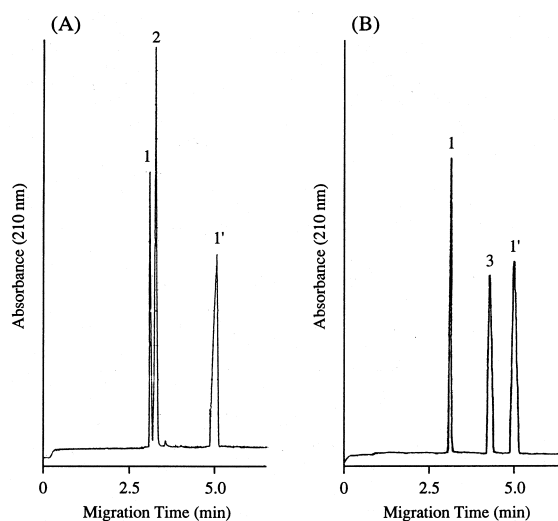 (A)
2
1
1'
Absorbance (210 nm)
0 2.5 5.0
Migration Time (min)
(B)
1
3 1'
Absorbance (210 nm)
0 2.5 5.0
Migration Time (min)